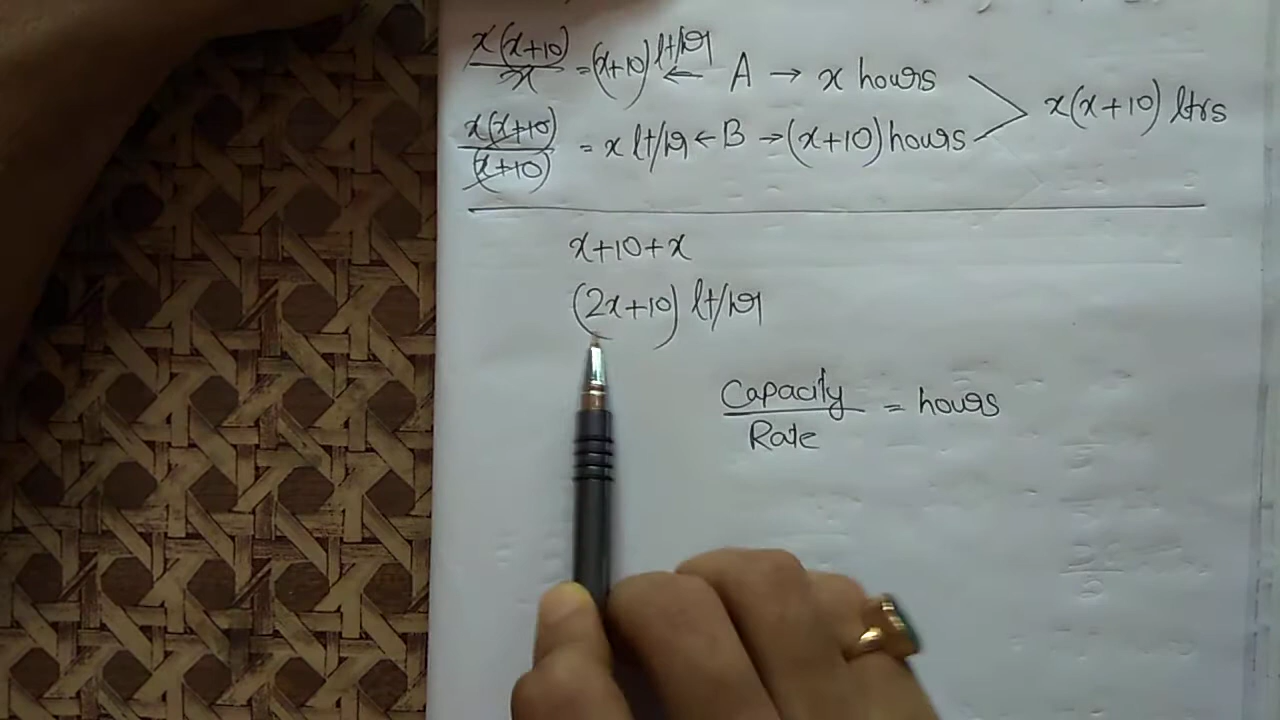 x(x+10)/x = (x+10) lt/hr ← A → x hours
x(x+10)/(x+10) = x lt/hr ← B → (x+10) hours
x(x+10) ltrs
x+10+x
(2x+10) lt/hr
Capacity/Rate = hours